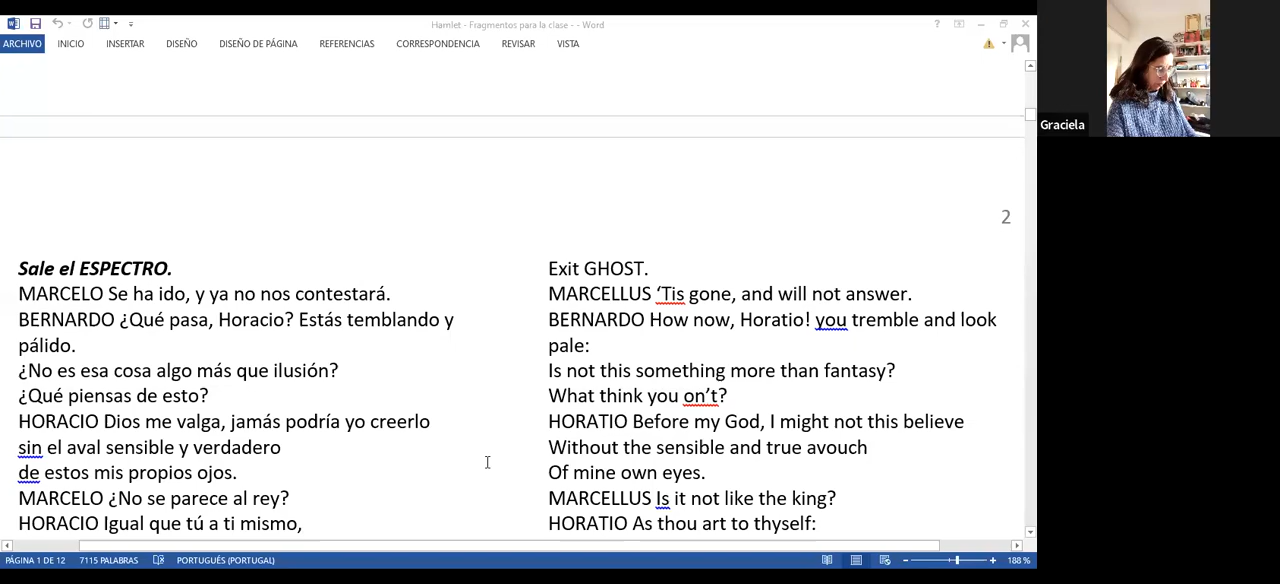 Hamlet - Fragmentos para la clase - - Word
ARCHIVO INICIO INSERTAR DISEÑO DISEÑO DE PÁGINA REFERENCIAS CORRESPONDENCIA REVISAR VISTA
Graciela
2
Sale el ESPECTRO.
MARCELO Se ha ido, y ya no nos contestará.
BERNARDO ¿Qué pasa, Horacio? Estás temblando y
pálido.
¿No es esa cosa algo más que ilusión?
¿Qué piensas de esto?
HORACIO Dios me valga, jamás podría yo creerlo
sin el aval sensible y verdadero
de estos mis propios ojos.
MARCELO ¿No se parece al rey?
HORACIO Igual que tú a ti mismo,
Exit GHOST.
MARCELLUS ‘Tis gone, and will not answer.
BERNARDO How now, Horatio! you tremble and look
pale:
Is not this something more than fantasy?
What think you on’t?
HORATIO Before my God, I might not this believe
Without the sensible and true avouch
Of mine own eyes.
MARCELLUS Is it not like the king?
HORATIO As thou art to thyself:
PÁGINA 1 DE 12 7115 PALABRAS PORTUGUÊS (PORTUGAL) 188 %